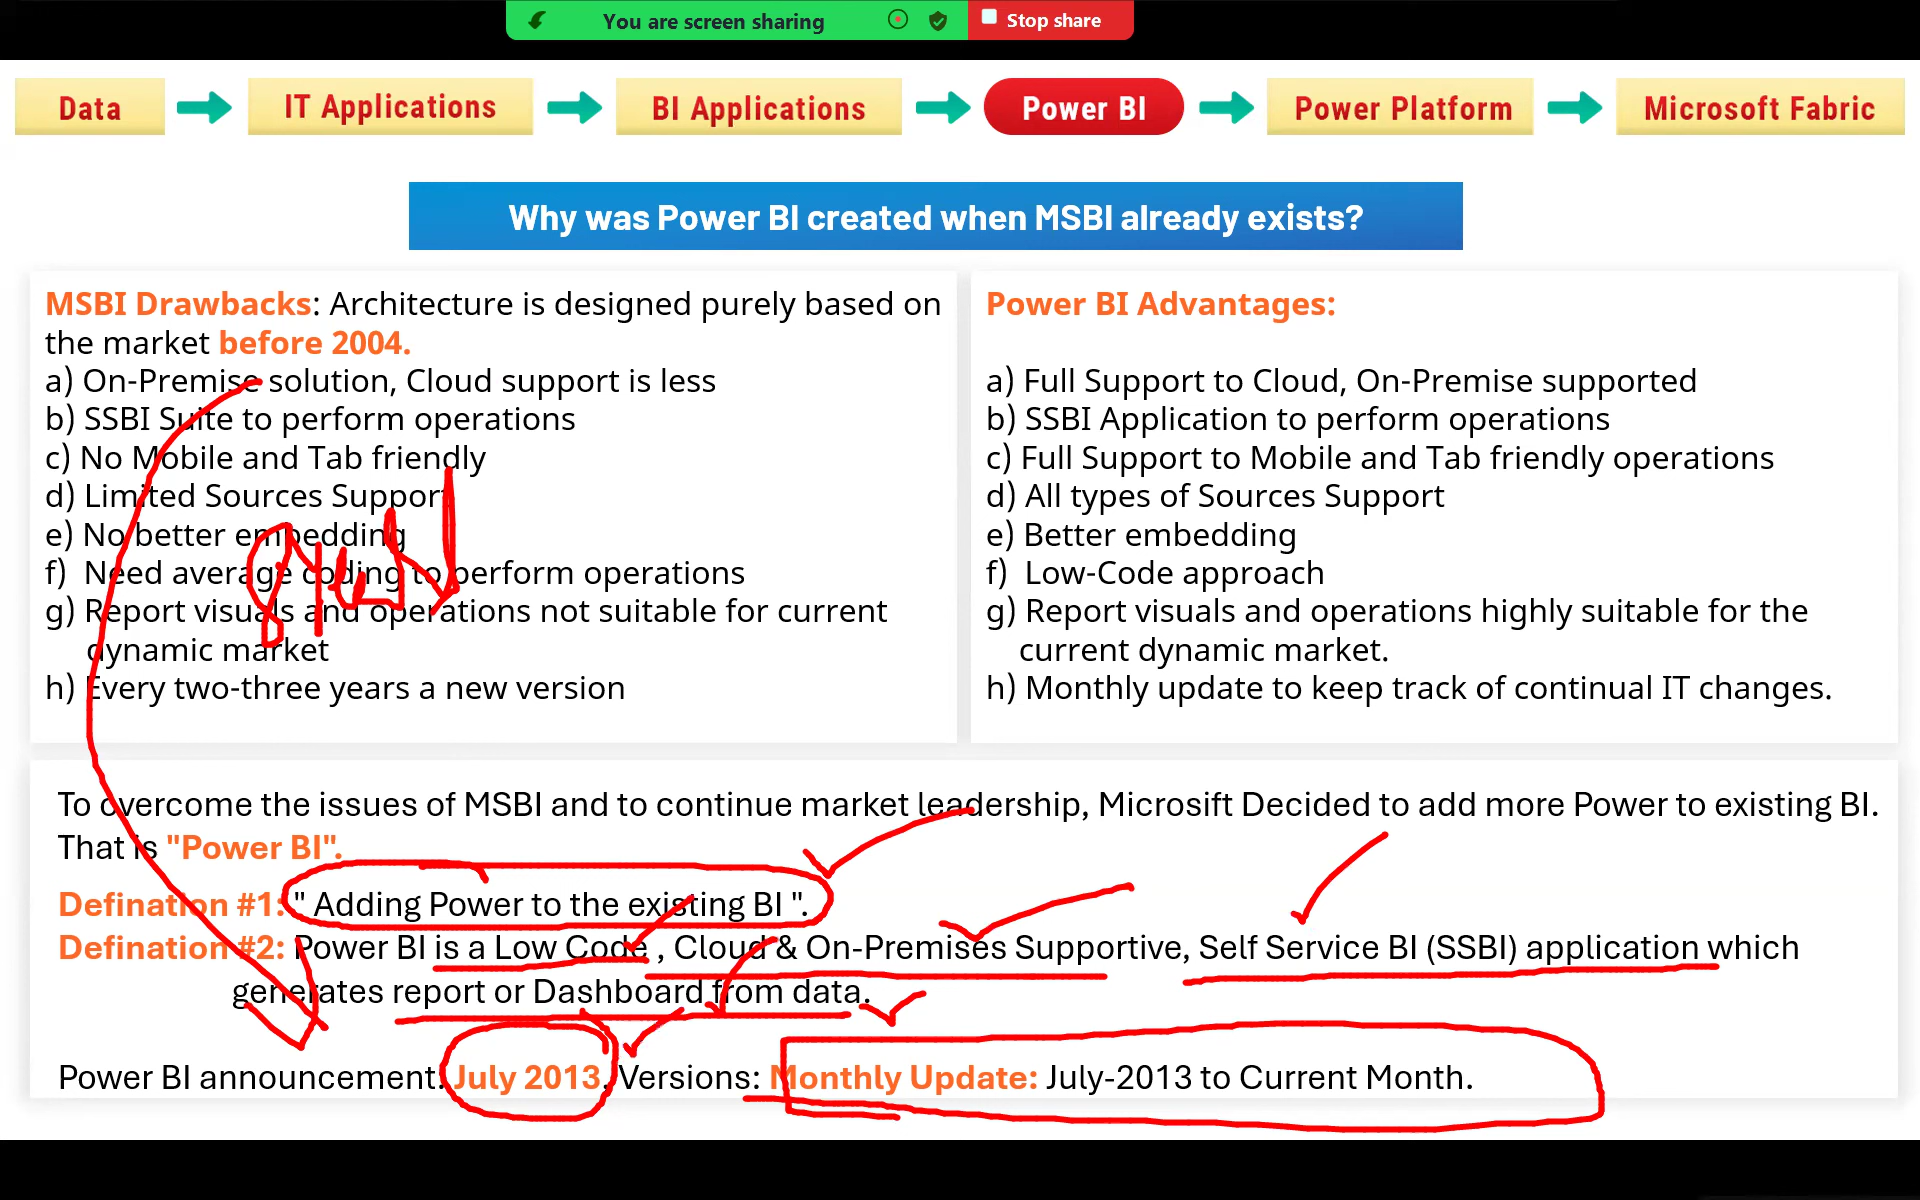 You are screen sharing Stop share
Data IT Applications BI Applications Power BI Power Platform Microsoft Fabric
Why was Power BI created when MSBI already exists?
MSBI Drawbacks: Architecture is designed purely based on
the market before 2004.
a) On-Premise solution, Cloud support is less
b) SSBI Suite to perform operations
c) No Mobile and Tab friendly
d) Limited Sources Support
e) No better embedding
f) Need average coding to perform operations
g) Report visuals and operations not suitable for current
dynamic market
h) Every two-three years a new version
Power BI Advantages:
a) Full Support to Cloud, On-Premise supported
b) SSBI Application to perform operations
c) Full Support to Mobile and Tab friendly operations
d) All types of Sources Support
e) Better embedding
f) Low-Code approach
g) Report visuals and operations highly suitable for the
current dynamic market.
h) Monthly update to keep track of continual IT changes.
To overcome the issues of MSBI and to continue market leadership, Microsift Decided to add more Power to existing BI.
That is "Power BI".
Defination #1: " Adding Power to the existing BI ".
Defination #2: Power BI is a Low Code , Cloud & On-Premises Supportive, Self Service BI (SSBI) application which
generates report or Dashboard from data.
Power BI announcement: July 2013, Versions: Monthly Update: July-2013 to Current Month.